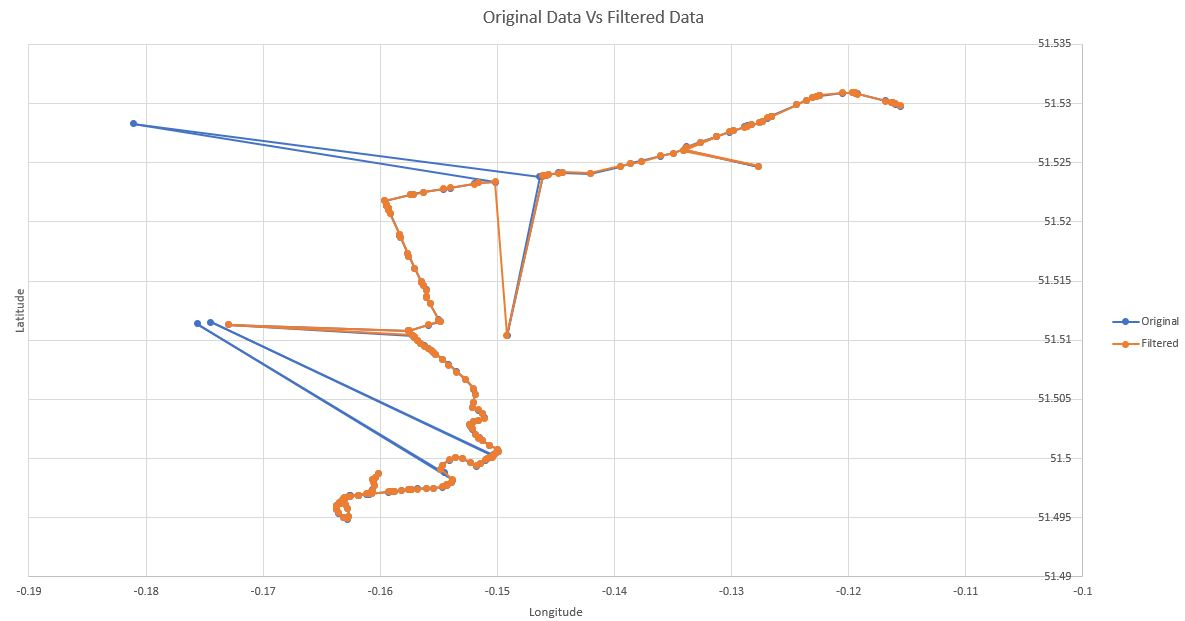 Original Data Vs Filtered Data
51.535
51.53
51.525
51.52
51.515
51.51
51.505
51.5
51.495
51.49
Latitude
Original
Filtered
-0.19 -0.18 -0.17 -0.16 -0.15 -0.14 -0.13 -0.12 -0.11 -0.1
Longitude